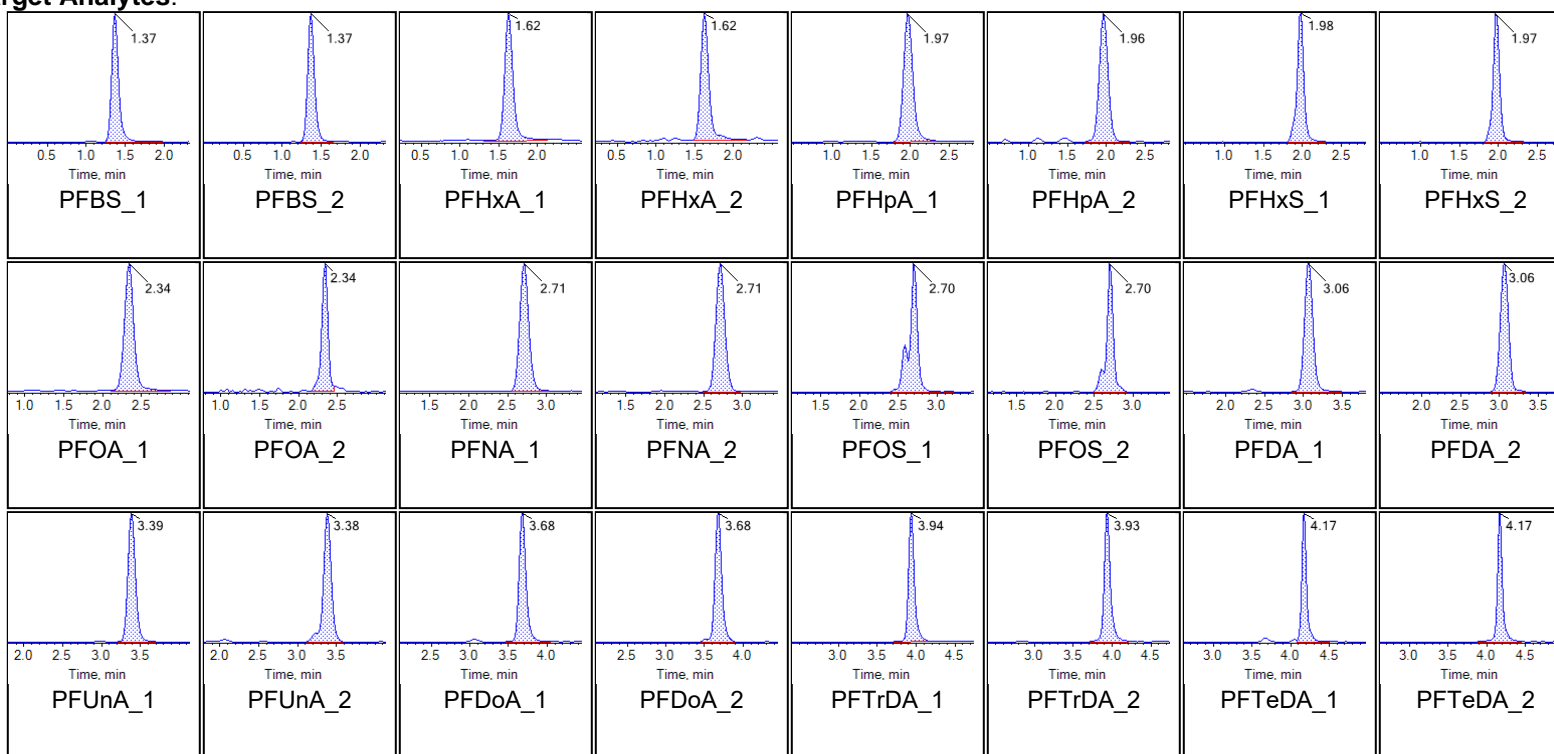 arget Analytes:
1.37 1.37 1.62 1.62 1.97 1.96 1.98 1.97
0.5 1.0 1.5 2.0 0.5 1.0 1.5 2.0 0.5 1.0 1.5 2.0 0.5 1.0 1.5 2.0 1.0 1.5 2.0 2.5 1.0 1.5 2.0 2.5 1.0 1.5 2.0 2.5 1.0 1.5 2.0 2.5
Time, min Time, min Time, min Time, min Time, min Time, min Time, min Time, min
PFBS_1 PFBS_2 PFHxA_1 PFHxA_2 PFHpA_1 PFHpA_2 PFHxS_1 PFHxS_2
2.34 2.34 2.71 2.71 2.70 2.70 3.06 3.06
1.0 1.5 2.0 2.5 1.0 1.5 2.0 2.5 1.5 2.0 2.5 3.0 1.5 2.0 2.5 3.0 1.5 2.0 2.5 3.0 1.5 2.0 2.5 3.0 2.0 2.5 3.0 3.5 2.0 2.5 3.0 3.5
Time, min Time, min Time, min Time, min Time, min Time, min Time, min Time, min
PFOA_1 PFOA_2 PFNA_1 PFNA_2 PFOS_1 PFOS_2 PFDA_1 PFDA_2
3.39 3.38 3.68 3.68 3.94 3.93 4.17 4.17
2.0 2.5 3.0 3.5 2.0 2.5 3.0 3.5 2.5 3.0 3.5 4.0 2.5 3.0 3.5 4.0 3.0 3.5 4.0 4.5 3.0 3.5 4.0 4.5 3.0 3.5 4.0 4.5 3.0 3.5 4.0 4.5
Time, min Time, min Time, min Time, min Time, min Time, min Time, min Time, min
PFUnA_1 PFUnA_2 PFDoA_1 PFDoA_2 PFTrDA_1 PFTrDA_2 PFTeDA_1 PFTeDA_2